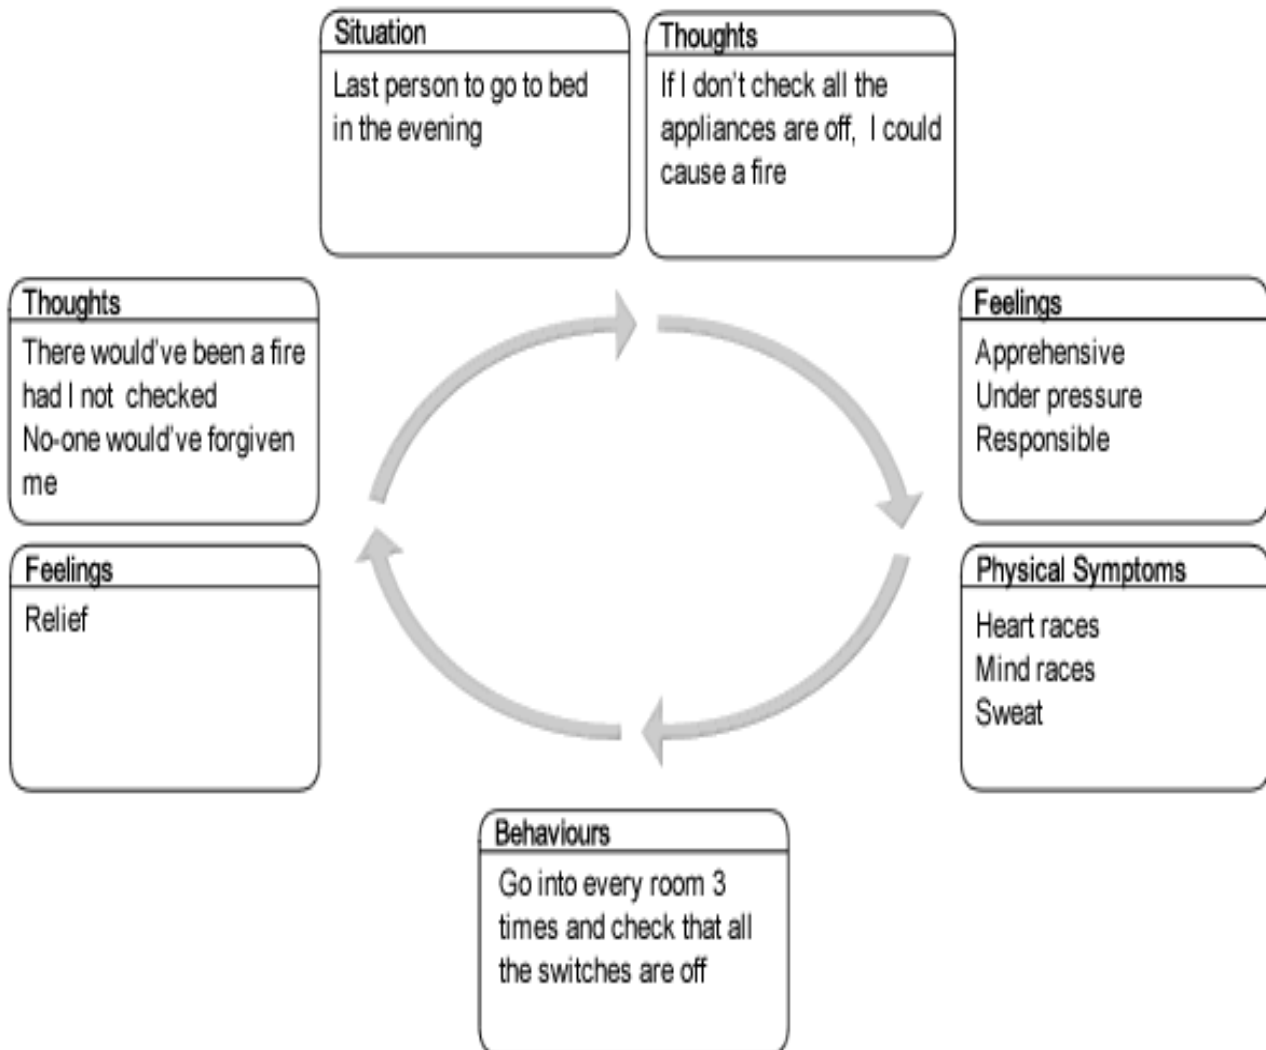 Situation
Last person to go to bed
in the evening
Thoughts
If I don't check all the
appliances are off, I could
cause a fire
Feelings
Apprehensive
Under pressure
Responsible
Physical Symptoms
Heart races
Mind races
Sweat
Behaviours
Go into every room 3
times and check that all
the switches are off
Feelings
Relief
Thoughts
There would've been a fire
had I not checked
No-one would've forgiven
me